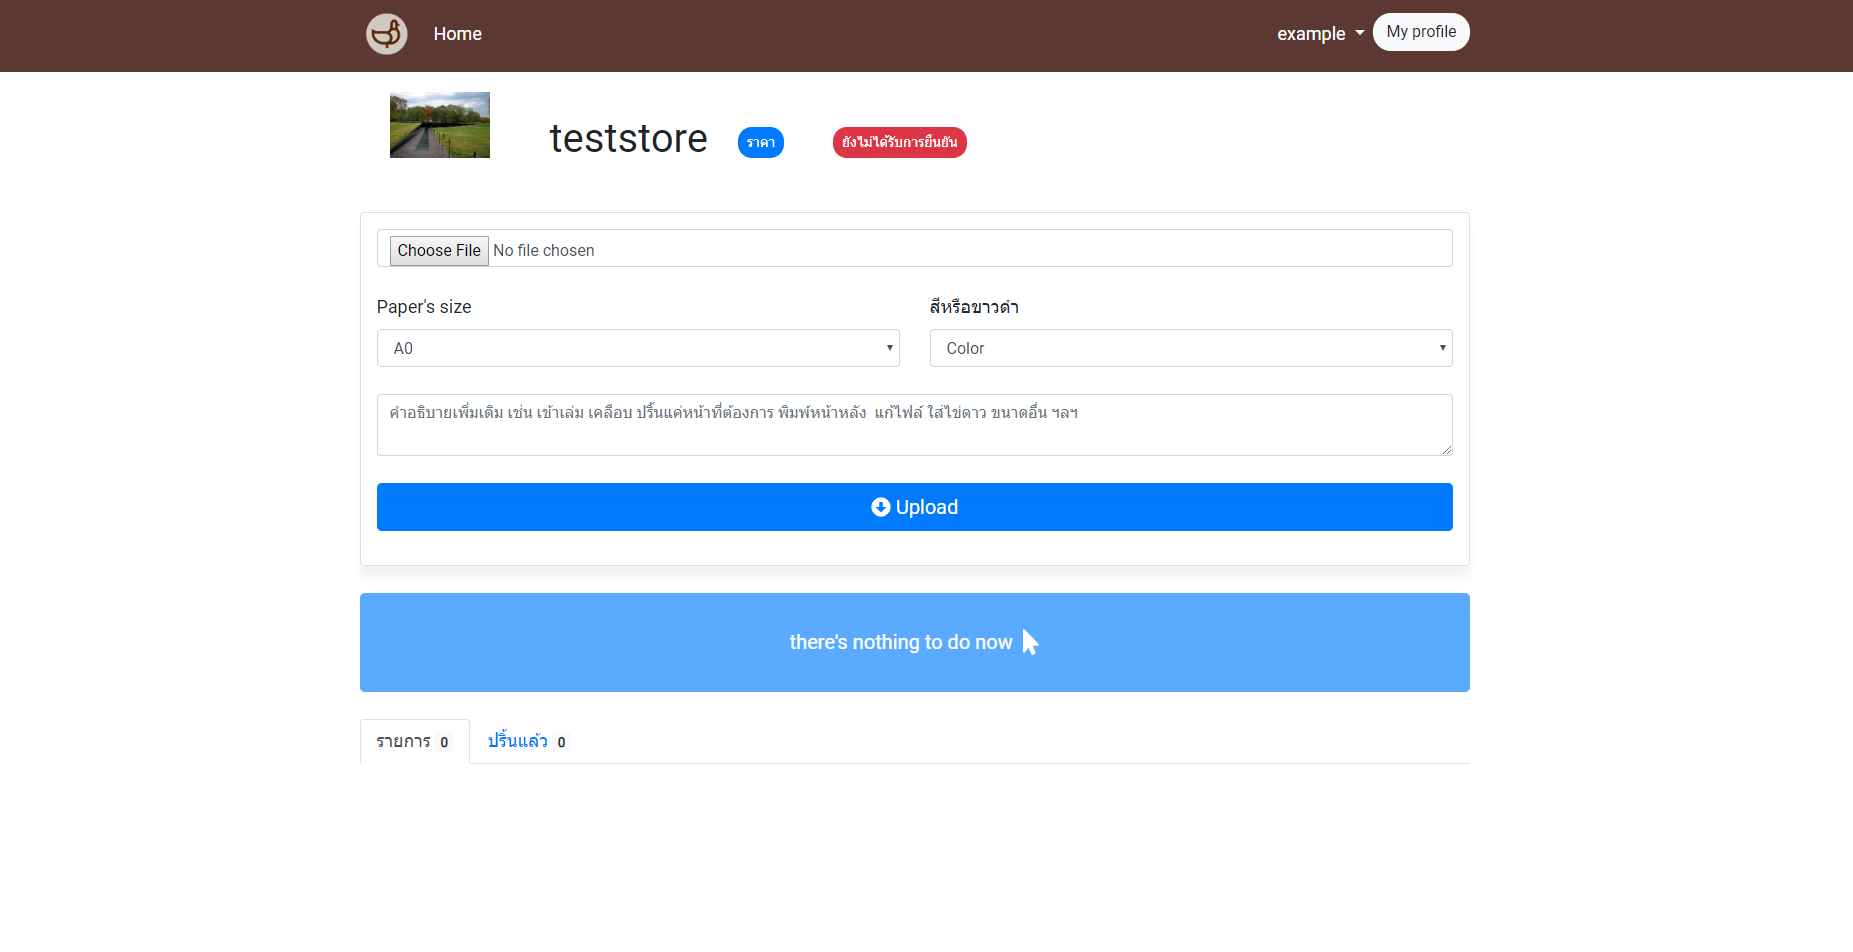 Home
example
My profile
teststore
ราคา
ยังไม่ได้รับการยืนยัน
Choose File No file chosen
Paper's size
สีหรือขาวดำ
A0
Color
คำอธิบายเพิ่มเติม เช่น เข้าเล่ม เคลือบ ปริ้นแค่หน้าที่ต้องการ พิมพ์หน้าหลัง แก้ไฟล์ ใส่ไข่ดาว ขนาดอื่น ฯลฯ
Upload
there's nothing to do now
รายการ 0
ปริ้นแล้ว 0